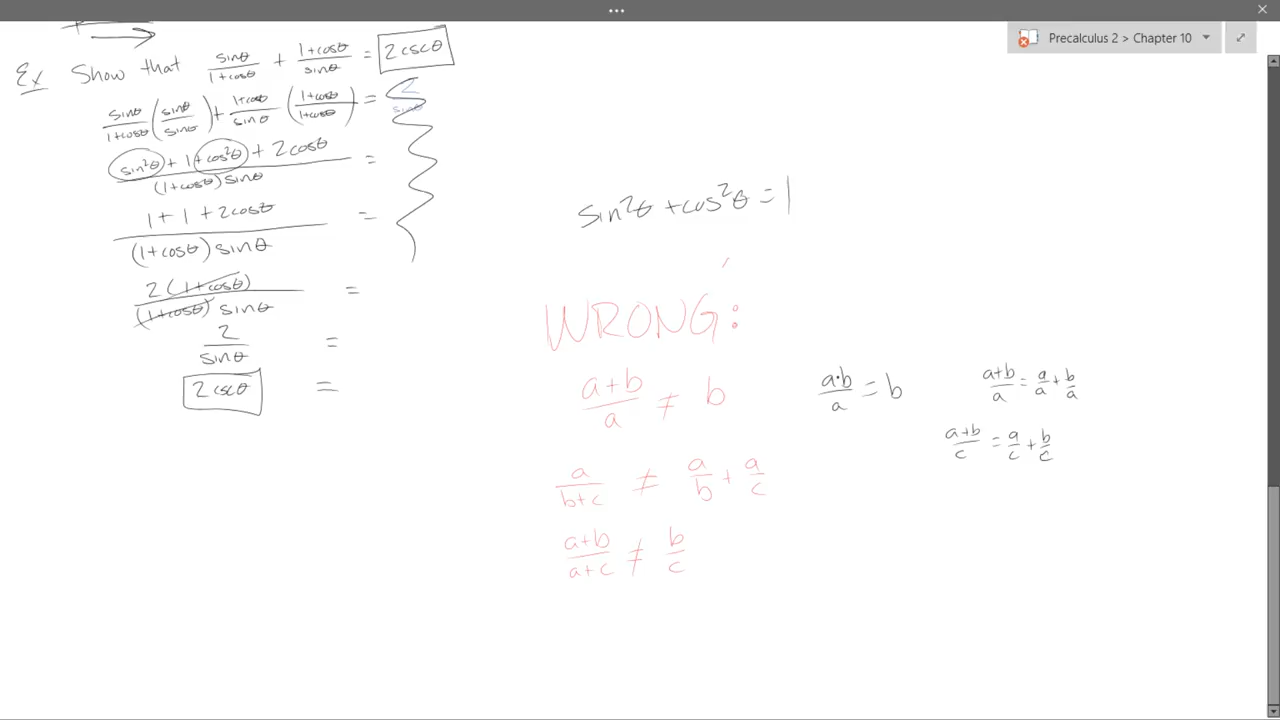 Precalculus 2 > Chapter 10
Ex Show that sinθ/(1+cosθ) + (1+cosθ)/sinθ = 2cscθ
sinθ/(1+cosθ) (sinθ/sinθ) + (1+cosθ)/sinθ ((1+cosθ)/(1+cosθ)) = 2/sinθ
(sin²θ + 1 + cos²θ + 2cosθ)/((1+cosθ)sinθ) =
(1 + 1 + 2cosθ)/((1+cosθ)sinθ) =
2(1+cosθ)/((1+cosθ)sinθ) =
2/sinθ =
2cscθ =
sin²θ + cos²θ = 1
WRONG:
(a+b)/a ≠ b
a/(b+c) ≠ a/b + a/c
(a+b)/(a+c) ≠ b/c
(a·b)/a = b
(a+b)/a = a/a + b/a
(a+b)/c = a/c + b/c